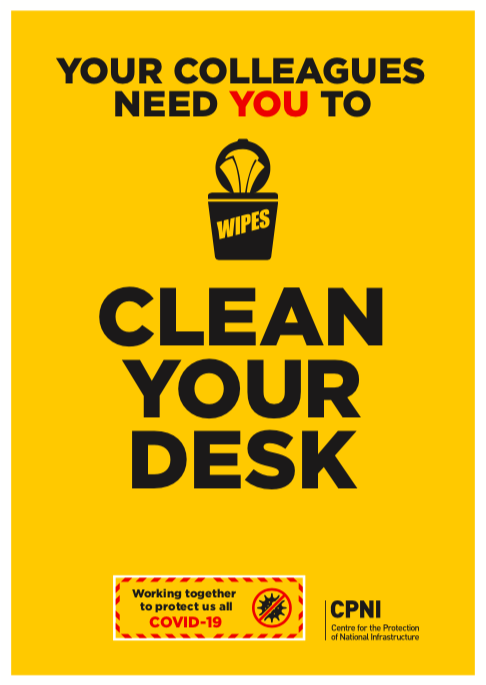 YOUR COLLEAGUES
NEED YOU TO
WIPES
CLEAN
YOUR
DESK
Working together
to protect us all
COVID-19
CPNI
Centre for the Protection
of National Infrastructure